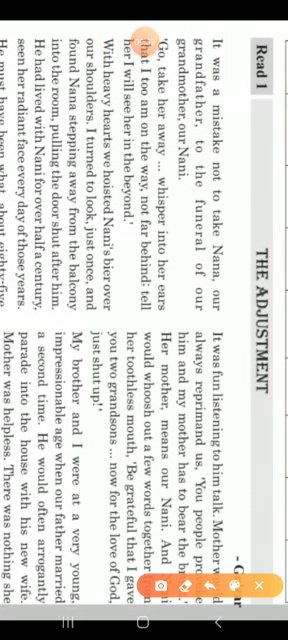 Read 1
THE ADJUSTMENT
It was a mistake not to take Nana, our
grandfather, to the funeral of our
grandmother, our Nani.
'Go, take her away ... whisper into her ears
that I too am on the way, not far behind; tell
her I will see her in the beyond.'
With heavy hearts we hoisted Nani's bier over
our shoulders. I turned to look, just once, and
found Nana stepping away from the balcony
into the room, pulling the door shut after him.
He had lived with Nani for over half a century,
seen her radiant face every day of those years.
He must have been what, about eighty-five
It was fun listening to him talk. Mother
always reprimand us, 'You people
him and my mother has to bear the
Her mother, means our Nani. And
would whoosh out a few words together
her toothless mouth, 'Be grateful that I gave
you two grandsons ... now for the love of God,
just shut up!'
My brother and I were at a very young,
impressionable age when our father married
a second time. He would often arrogantly
parade into the house with his new wife.
Mother was helpless. There was nothing she